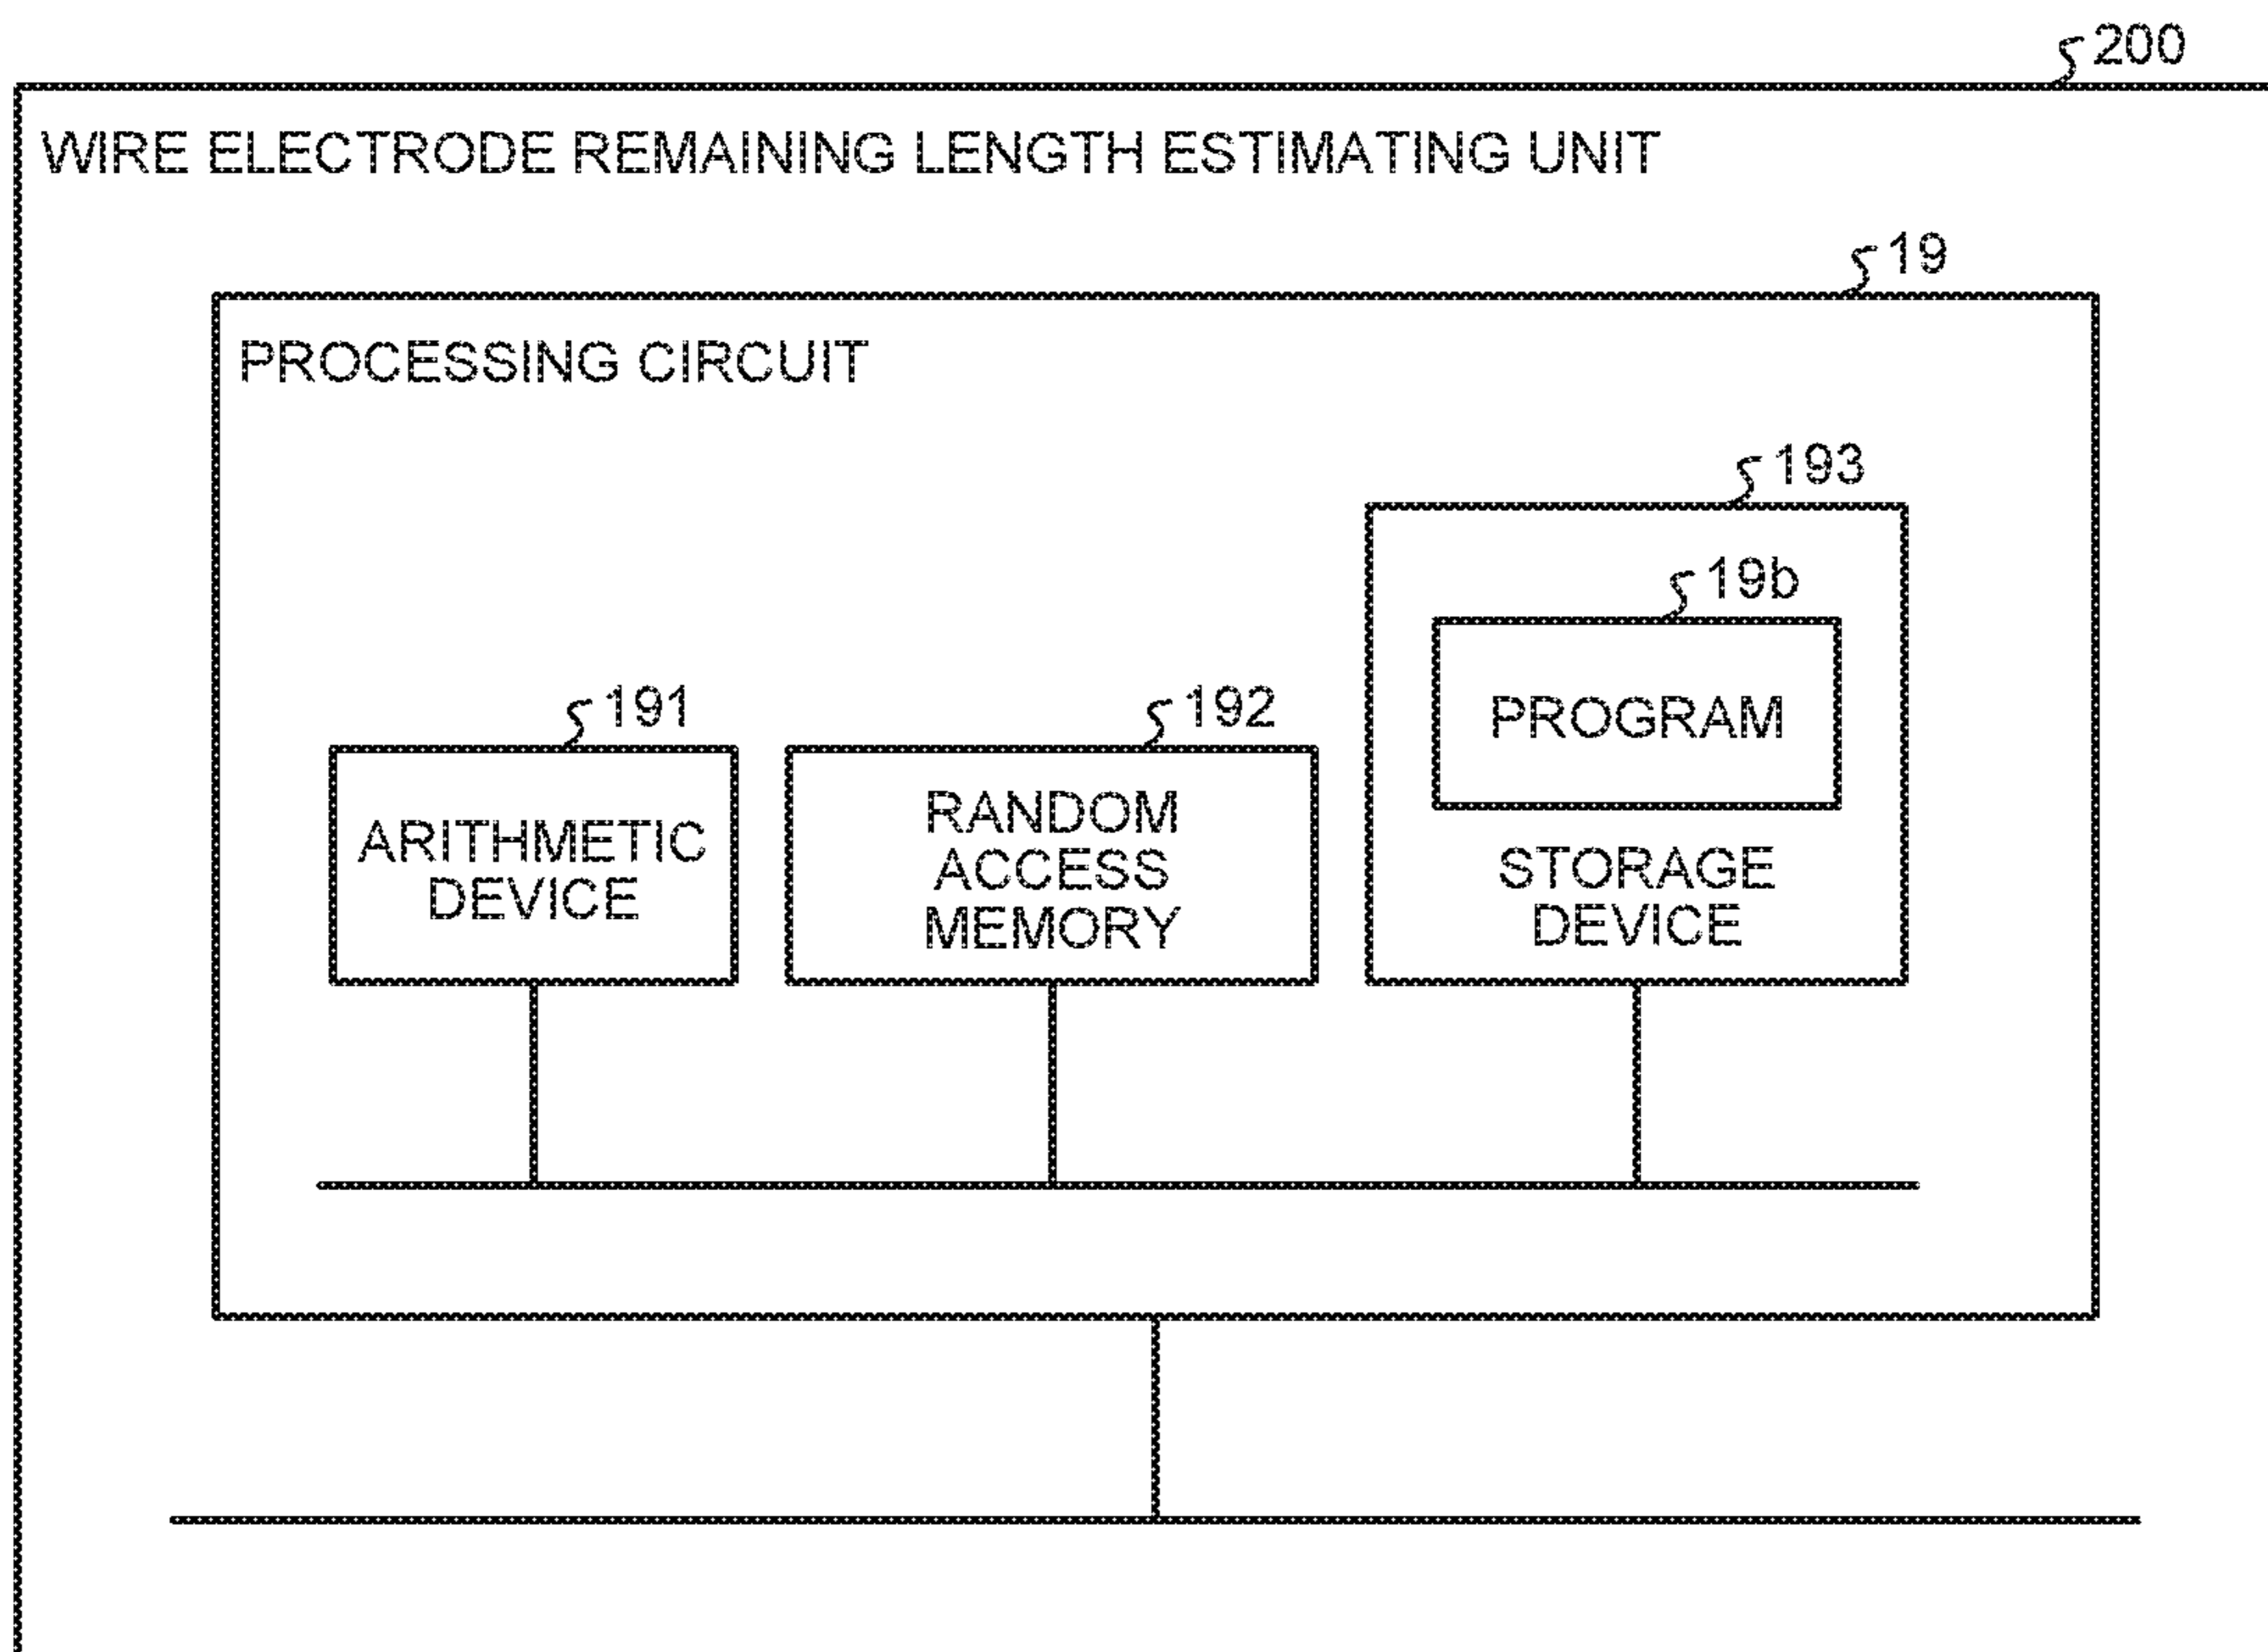 200
WIRE ELECTRODE REMAINING LENGTH ESTIMATING UNIT
19
PROCESSING CIRCUIT
193
19b
PROGRAM
191
192
ARITHMETIC
DEVICE
RANDOM
ACCESS
MEMORY
STORAGE
DEVICE